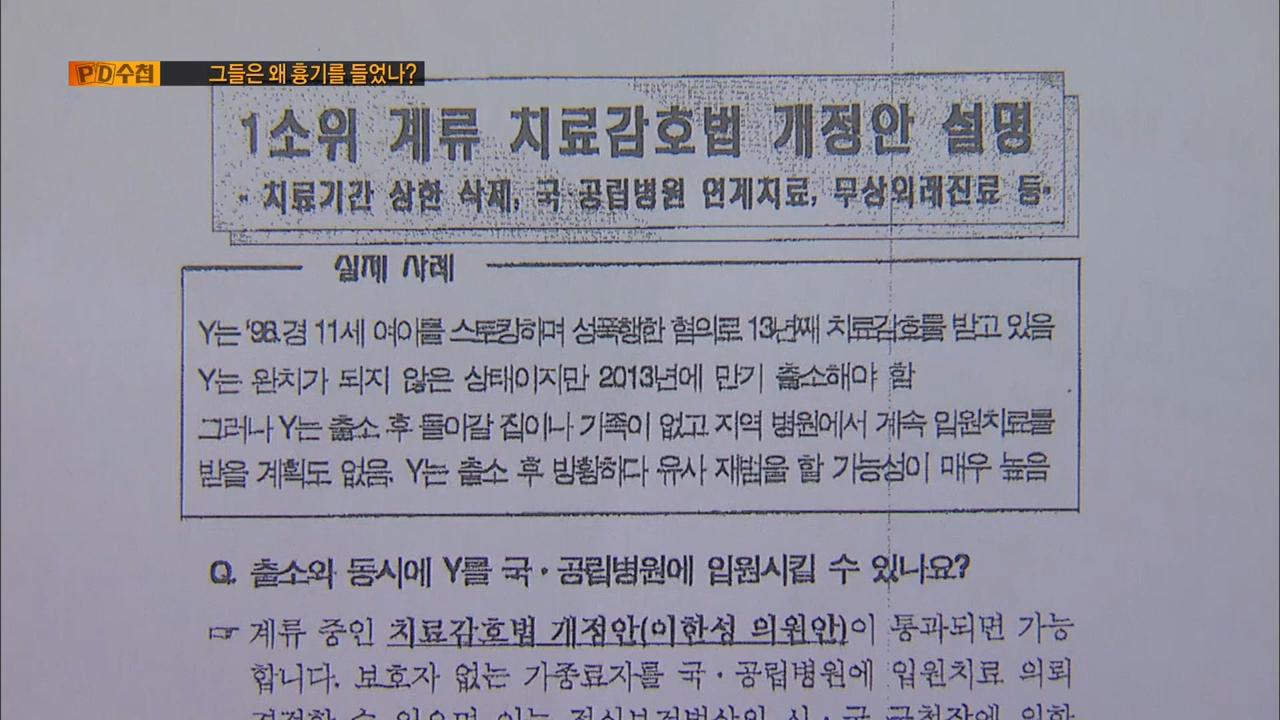 PD수첩 그들은 왜 흉기를 들었나?
1소위 계류 치료감호법 개정안 설명
- 치료기간 상한 삭제, 국·공립병원 연계치료, 무상외래진료 등-
실제 사례
Y는 '98.경 11세 여아를 스토킹하며 성폭행한 혐의로 13년째 치료감호를 받고 있음
Y는 완치가 되지 않은 상태이지만 2013년에 만기 출소해야 함
그러나 Y는 출소 후 돌아갈 집이나 가족이 없고 지역 병원에서 계속 입원치료를
받을 계획도 없음. Y는 출소 후 방황하다 유사 재범을 할 가능성이 매우 높음
Q. 출소와 동시에 Y를 국·공립병원에 입원시킬 수 있나요?
☞ 계류 중인 치료감호법 개정안(이한성 의원안)이 통과되면 가능
합니다. 보호자 없는 가종료자를 국·공립병원에 입원치료 의뢰